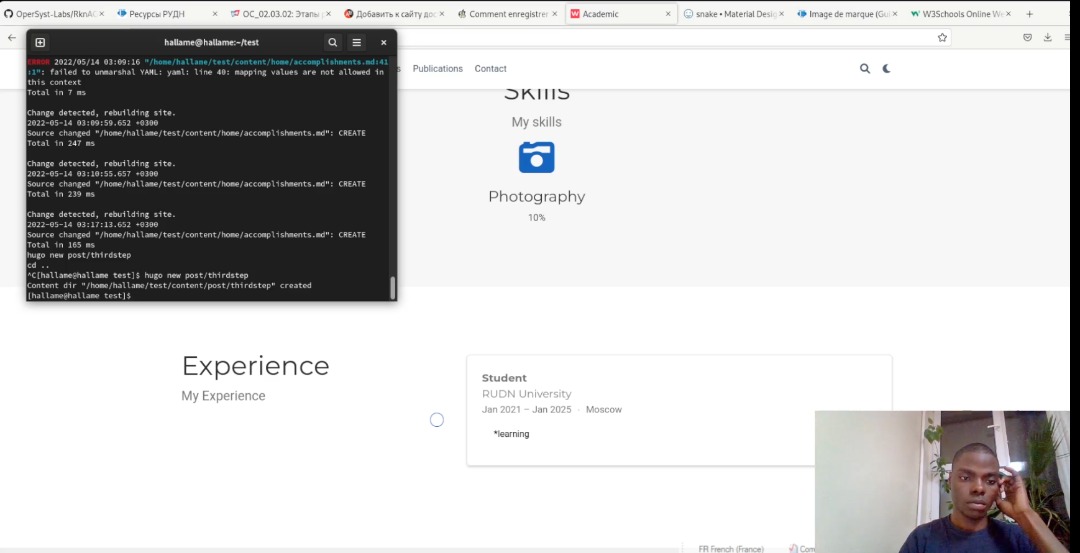 OperSyst-Labs/RknAC
Ресурсы РУДН
ОС_02.03.02: Этапы
Добавить к сайту дос
Comment enregistrer
Academic
snake • Material Desig
Image de marque (Gui
W3Schools Online We
hallame@hallame:~/test
ERROR 2022/05/14 03:09:16 "/home/hallame/test/content/home/accomplishments.md:41
:1": failed to unmarshal YAML: yaml: line 40: mapping values are not allowed in
this context
Total in 7 ms
Change detected, rebuilding site.
2022-05-14 03:09:59.652 +0300
Source changed "/home/hallame/test/content/home/accomplishments.md": CREATE
Total in 247 ms
Change detected, rebuilding site.
2022-05-14 03:10:55.657 +0300
Source changed "/home/hallame/test/content/home/accomplishments.md": CREATE
Total in 239 ms
Change detected, rebuilding site.
2022-05-14 03:17:13.652 +0300
Source changed "/home/hallame/test/content/home/accomplishments.md": CREATE
Total in 165 ms
hugo new post/thirdstep
cd ..
^C[hallame@hallame test]$ hugo new post/thirdstep
Content dir "/home/hallame/test/content/post/thirdstep" created
[hallame@hallame test]$
s Publications Contact
Skills
My skills
Photography
10%
Experience
My Experience
Student
RUDN University
Jan 2021 – Jan 2025 · Moscow
*learning
FR French (France)
Com